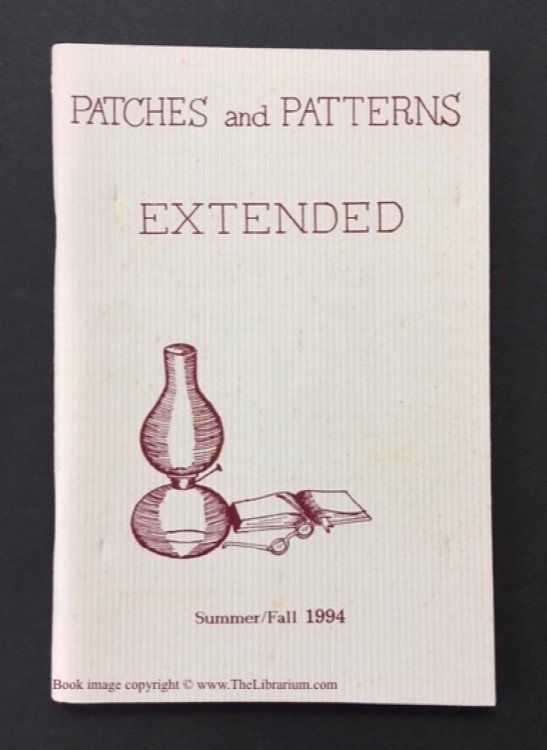 PATCHES and PATTERNS
EXTENDED
Summer/Fall 1994
Book image copyright © www.TheLibrarium.com